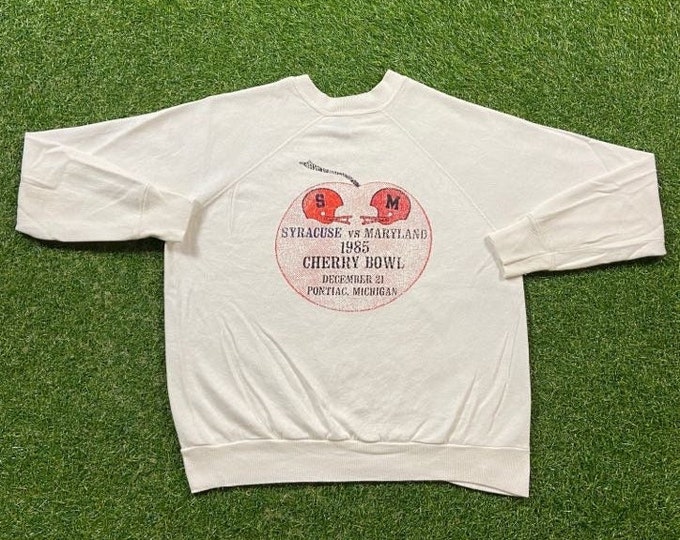 S M
SYRACUSE VS MARYLAND
1985
CHERRY BOWL
DECEMBER 21
PONTIAC, MICHIGAN